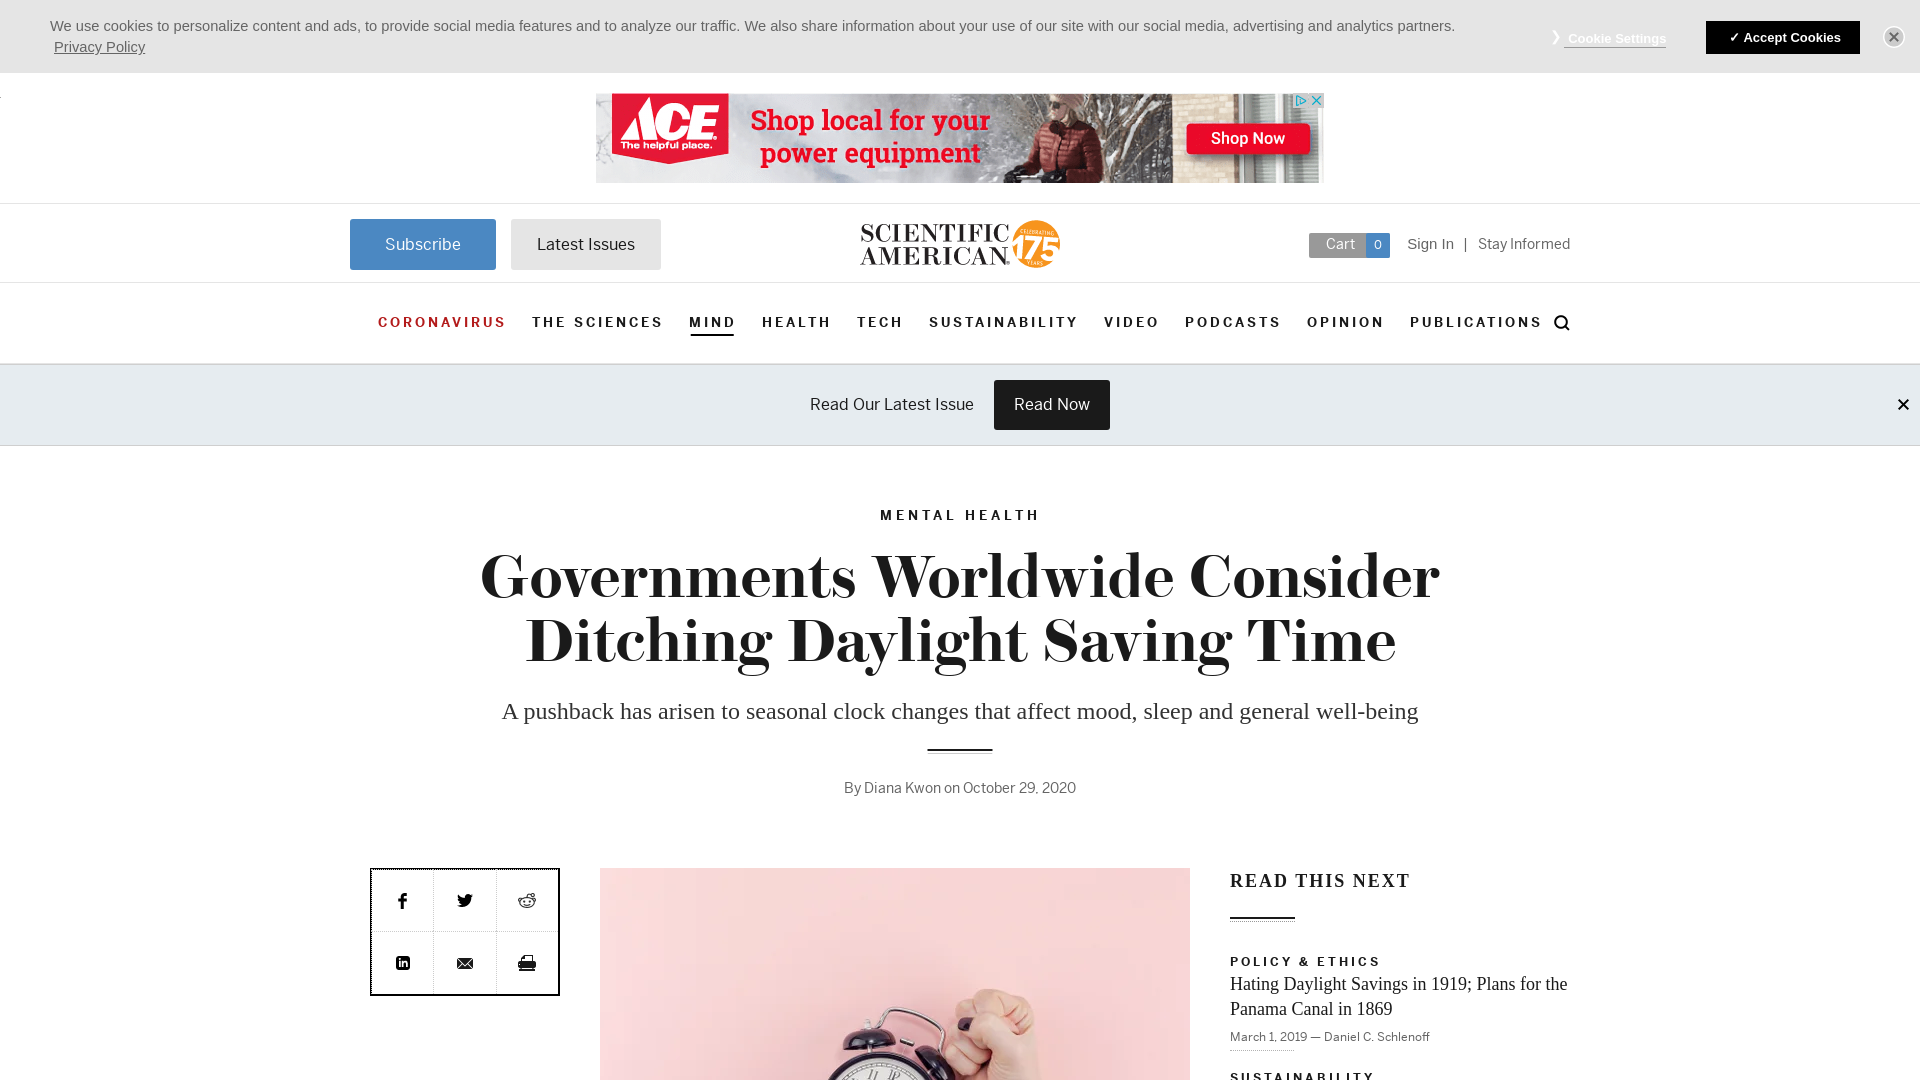 We use cookies to personalize content and ads, to provide social media features and to analyze our traffic. We also share information about your use of our site with our social media, advertising and analytics partners.
Privacy Policy
❯ Cookie Settings
✓ Accept Cookies
ACE
The helpful place.
Shop local for your
power equipment
Shop Now
Subscribe
Latest Issues
SCIENTIFIC
AMERICAN
CELEBRATING
175
YEARS
Cart 0
Sign In | Stay Informed
CORONAVIRUS THE SCIENCES MIND HEALTH TECH SUSTAINABILITY VIDEO PODCASTS OPINION PUBLICATIONS
Read Our Latest Issue
Read Now
MENTAL HEALTH
Governments Worldwide Consider
Ditching Daylight Saving Time
A pushback has arisen to seasonal clock changes that affect mood, sleep and general well-being
By Diana Kwon on October 29, 2020
READ THIS NEXT
POLICY & ETHICS
Hating Daylight Savings in 1919; Plans for the
Panama Canal in 1869
March 1, 2019 — Daniel C. Schlenoff
SUSTAINABILITY